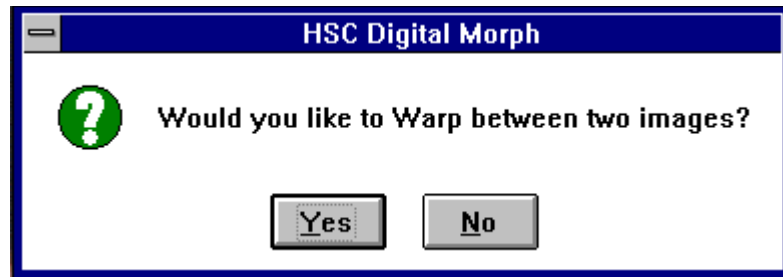 HSC Digital Morph
Would you like to Warp between two images?
Yes No